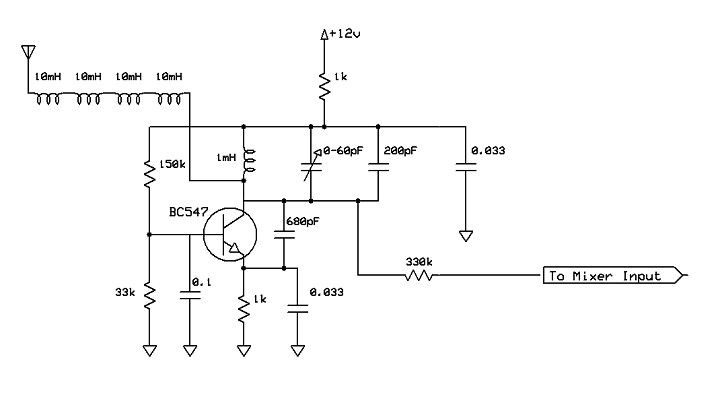 +12v
10mH 10mH 10mH 10mH
1k
0-60pF
200pF
0.033
1mH
150k
BC547
680pF
330k
To Mixer Input
0.1
33k
1k
0.033